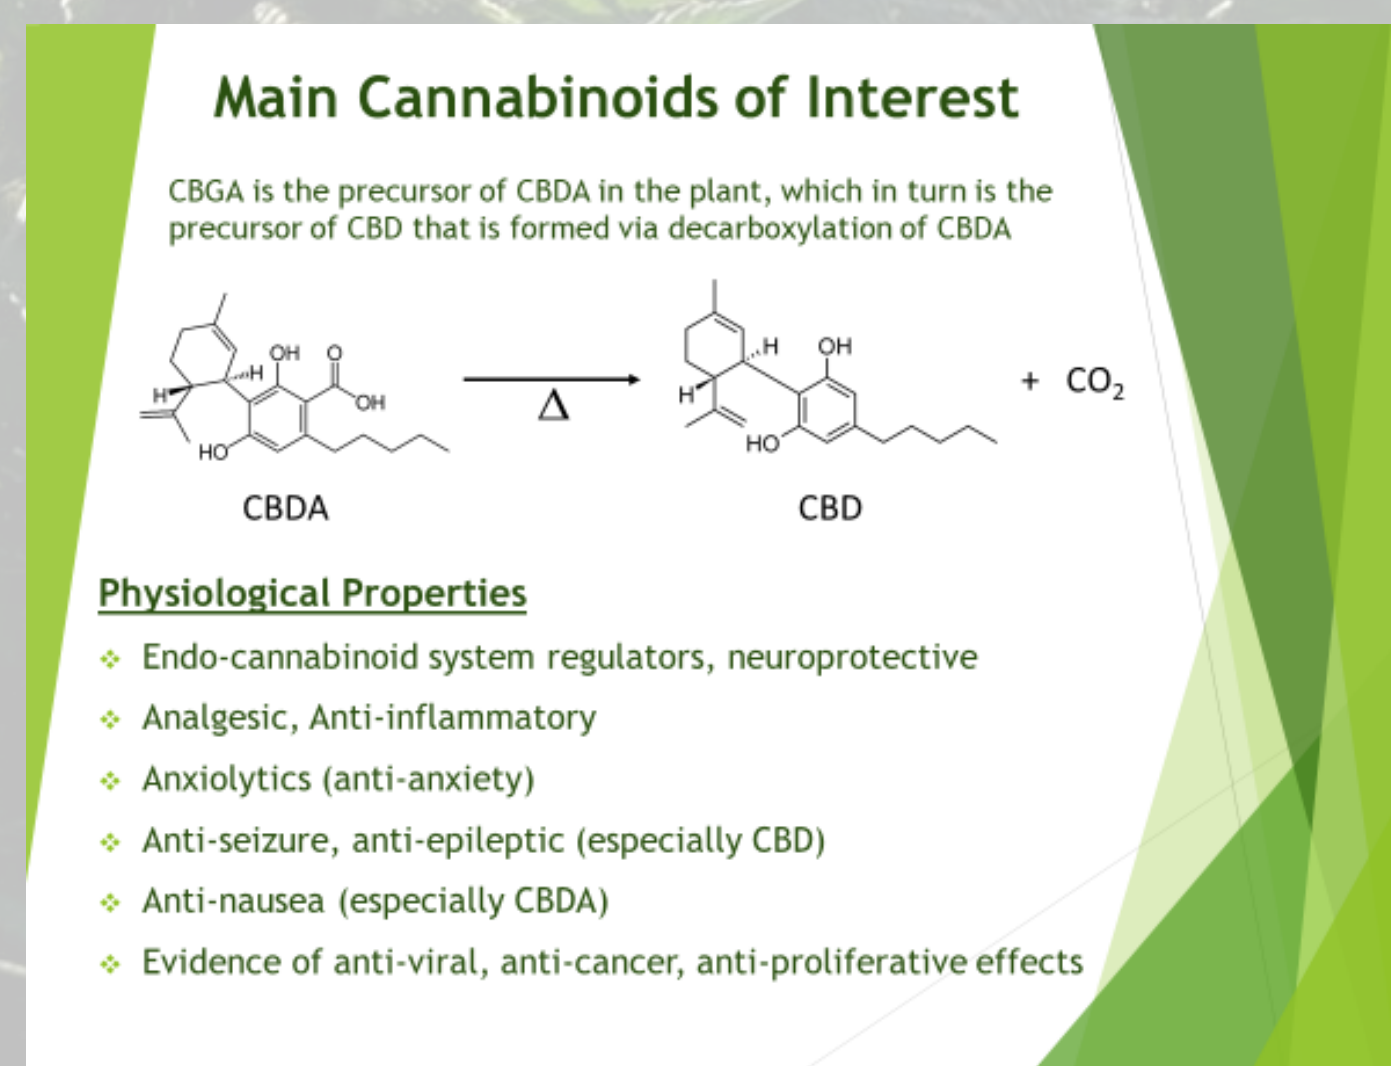 Main Cannabinoids of Interest
CBGA is the precursor of CBDA in the plant, which in turn is the
precursor of CBD that is formed via decarboxylation of CBDA
H
H
OH
O
OH
HO
Δ
H
H
OH
HO
+ CO₂
CBDA
CBD
Physiological Properties
❖ Endo-cannabinoid system regulators, neuroprotective
❖ Analgesic, Anti-inflammatory
❖ Anxiolytics (anti-anxiety)
❖ Anti-seizure, anti-epileptic (especially CBD)
❖ Anti-nausea (especially CBDA)
❖ Evidence of anti-viral, anti-cancer, anti-proliferative effects